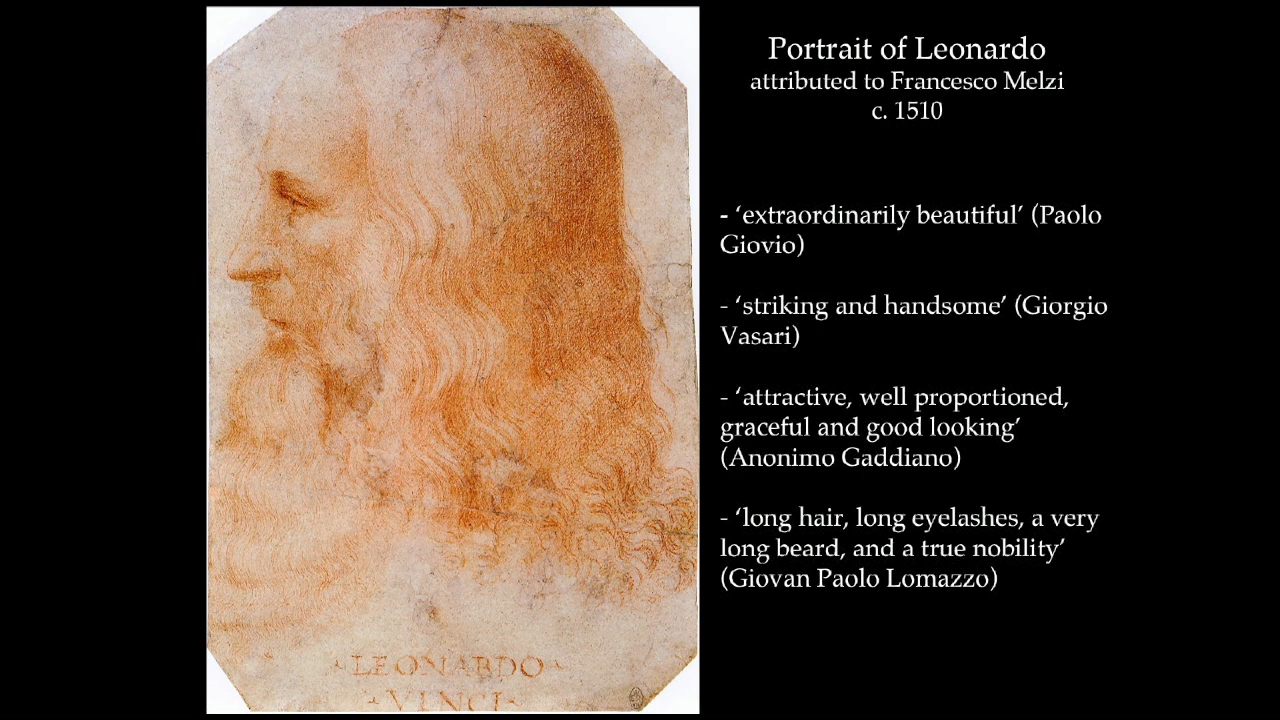 Portrait of Leonardo
attributed to Francesco Melzi
c. 1510
- ‘extraordinarily beautiful’ (Paolo
Giovio)
- ‘striking and handsome’ (Giorgio
Vasari)
- ‘attractive, well proportioned,
graceful and good looking’
(Anonimo Gaddiano)
- ‘long hair, long eyelashes, a very
long beard, and a true nobility’
(Giovan Paolo Lomazzo)
LEONARDO
VINCI